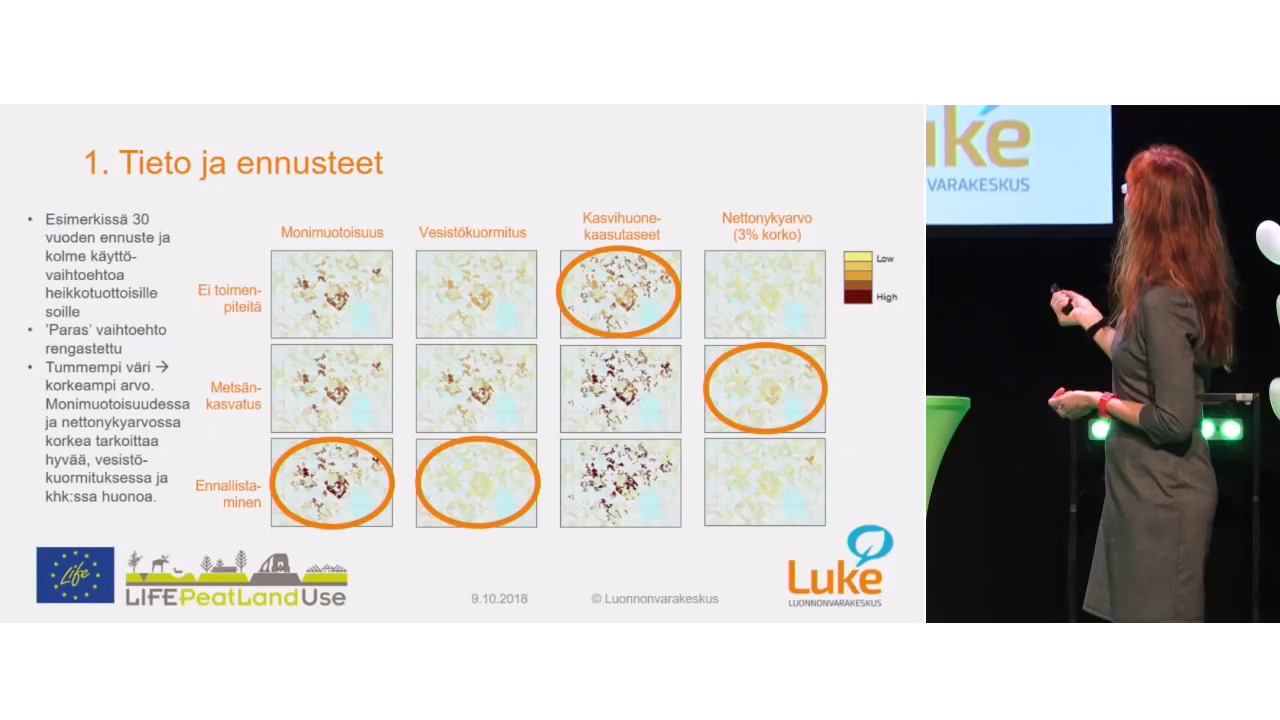 1. Tieto ja ennusteet
• Esimerkissä 30
vuoden ennuste ja
kolme käyttö-
vaihtoehtoa
heikkotuottoisille
soille
• 'Paras' vaihtoehto
rengastettu
• Tummempi väri →
korkeampi arvo.
Monimuotoisuudessa
ja nettonykyarvossa
korkea tarkoittaa
hyvää, vesistö-
kuormituksessa ja
khk:ssa huonoa.
Monimuotoisuus
Vesistökuormitus
Kasvihuone-
kaasutaseet
Nettonykyarvo
(3% korko)
Ei toimen-
piteitä
Metsän-
kasvatus
Ennallista-
minen
Low
High
Life
LIFEPeatLandUse
9.10.2018
© Luonnonvarakeskus
Luke
LUONNONVARAKESKUS
uke
VARAKESKUS